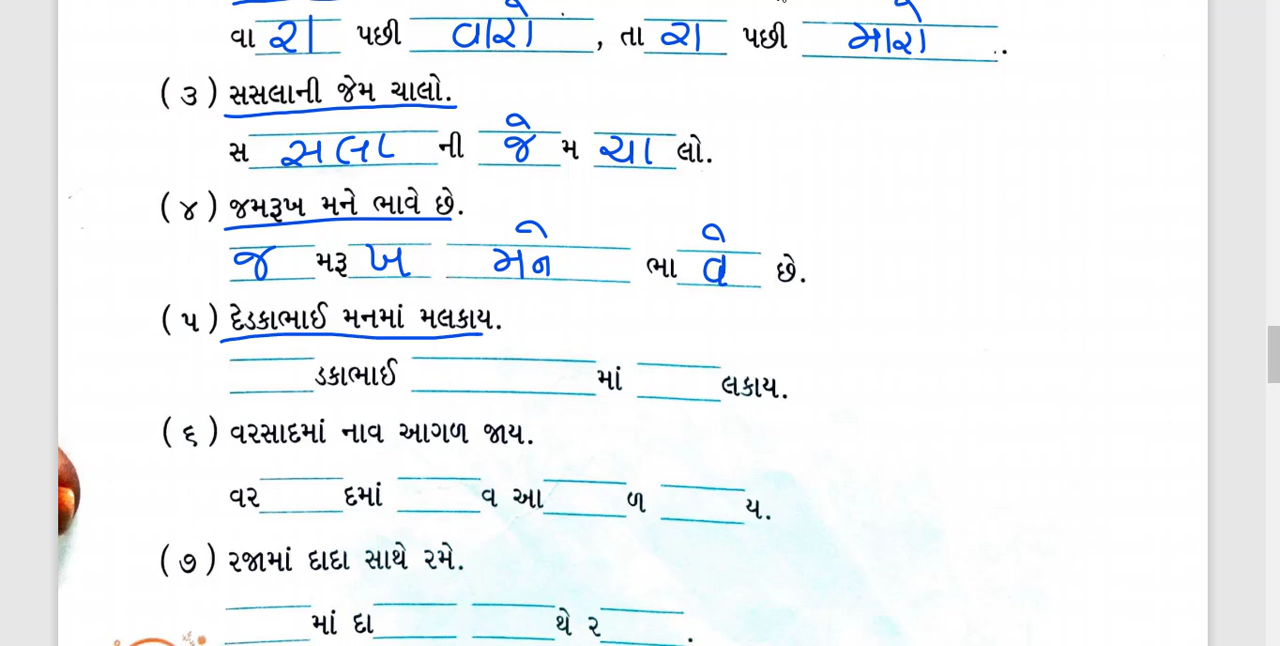 વા રા પછી વારો , તા રા પછી મારો .
(૩) સસલાની જેમ ચાલો.
સ સલા ની જે મ ચા લો.
(૪) જમરૂખ મને ભાવે છે.
જ મરૂ ખ મને ભા વે છે.
(૫) દેડકાભાઈ મનમાં મલકાય.
ડકાભાઈ માં લકાય.
(૬) વરસાદમાં નાવ આગળ જાય.
વર દમાં વ આ ળ ય.
(૭) રજામાં દાદા સાથે રમે.
માં દા થે ર .